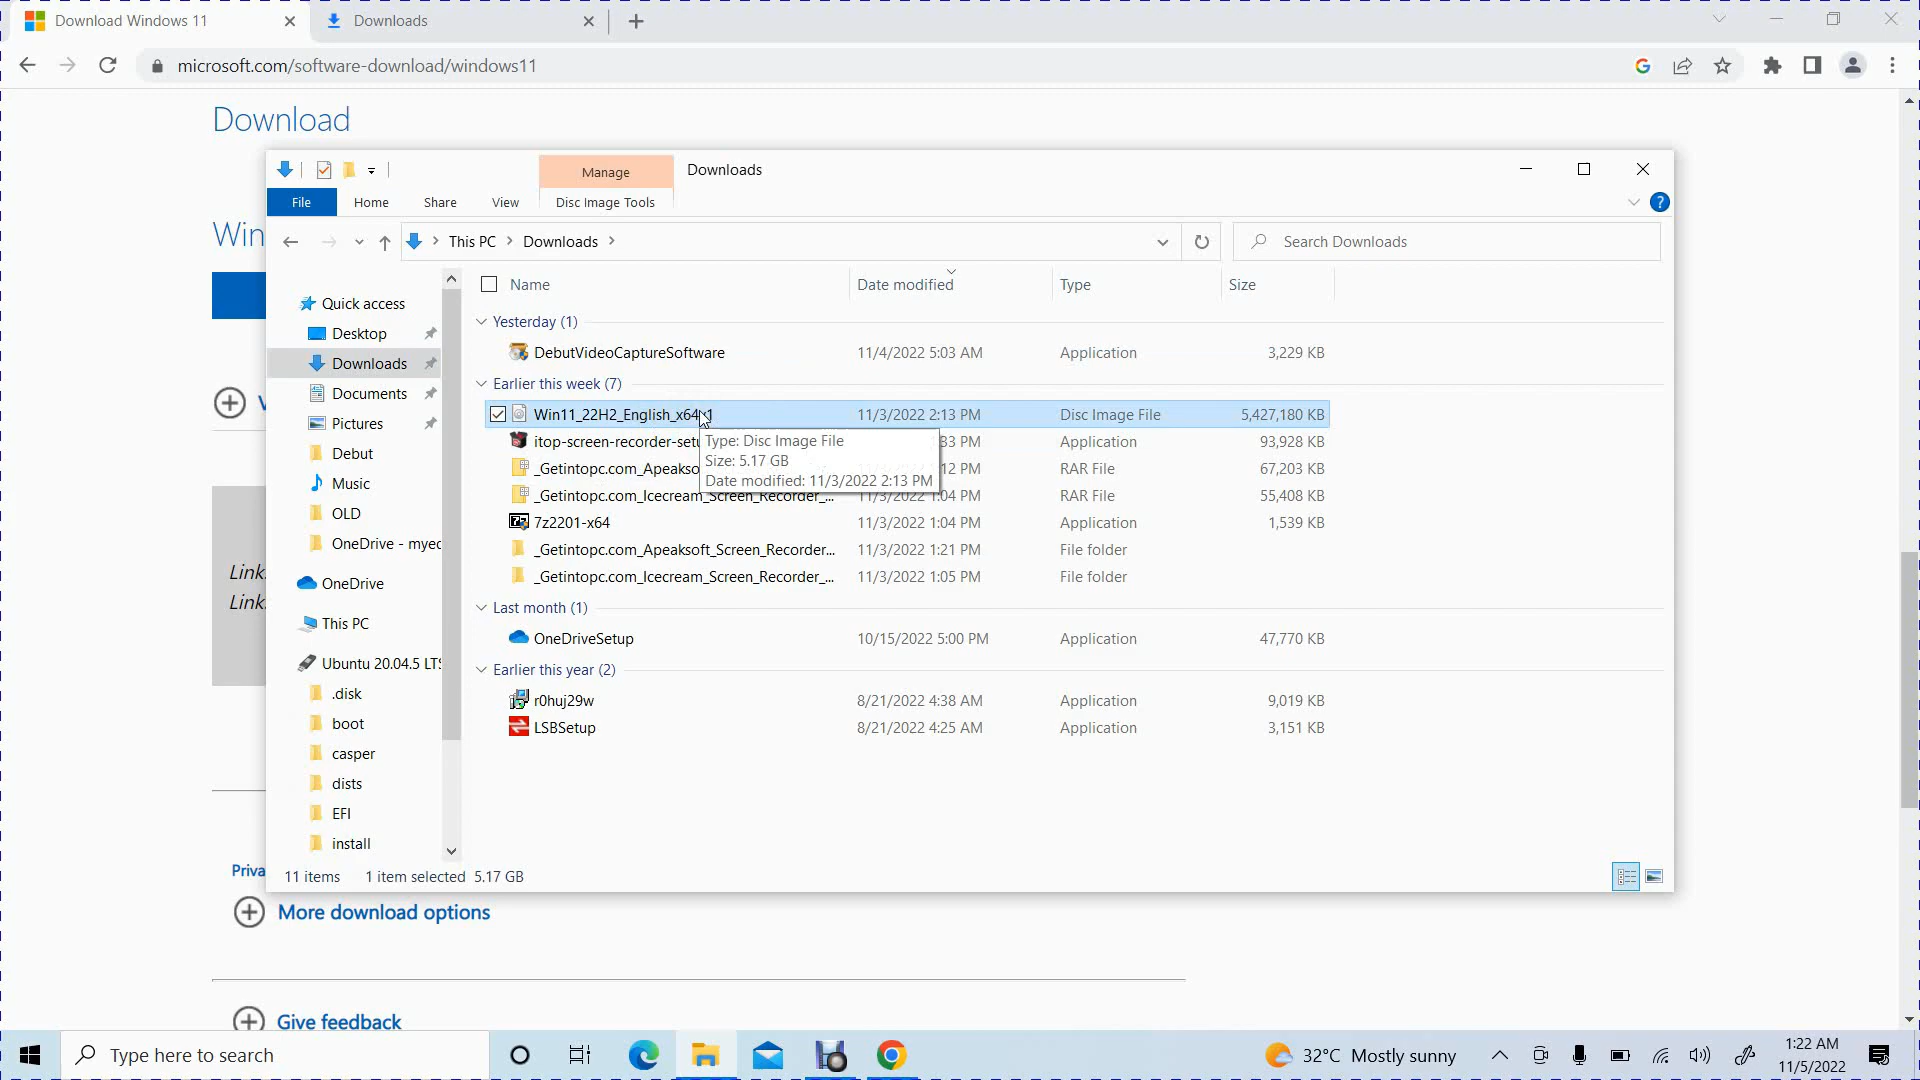 Download Windows 11
Downloads
microsoft.com/software-download/windows11
Download
Manage
Downloads
File
Home
Share
View
Disc Image Tools
This PC
Downloads
Search Downloads
Win
Name
Date modified
Type
Size
Quick access
Desktop
Downloads
Documents
Pictures
Debut
Music
OLD
OneDrive - myec
OneDrive
This PC
Ubuntu 20.04.5 LTS
.disk
boot
casper
dists
EFI
install
Yesterday (1)
DebutVideoCaptureSoftware 11/4/2022 5:03 AM Application 3,229 KB
Earlier this week (7)
Win11_22H2_English_x64v1 11/3/2022 2:13 PM Disc Image File 5,427,180 KB
itop-screen-recorder-setu 33 PM Application 93,928 KB
_Getintopc.com_Apeakso 12 PM RAR File 67,203 KB
_Getintopc.com_Icecream_Screen_Recorder_... 11/3/2022 1:04 PM RAR File 55,408 KB
7z2201-x64 11/3/2022 1:04 PM Application 1,539 KB
_Getintopc.com_Apeaksoft_Screen_Recorder... 11/3/2022 1:21 PM File folder
_Getintopc.com_Icecream_Screen_Recorder_... 11/3/2022 1:05 PM File folder
Type: Disc Image File
Size: 5.17 GB
Date modified: 11/3/2022 2:13 PM
Last month (1)
OneDriveSetup 10/15/2022 5:00 PM Application 47,770 KB
Earlier this year (2)
r0huj29w 8/21/2022 4:38 AM Application 9,019 KB
LSBSetup 8/21/2022 4:25 AM Application 3,151 KB
Link
Link
11 items 1 item selected 5.17 GB
Priva
More download options
Give feedback
Type here to search
32°C Mostly sunny
1:22 AM
11/5/2022